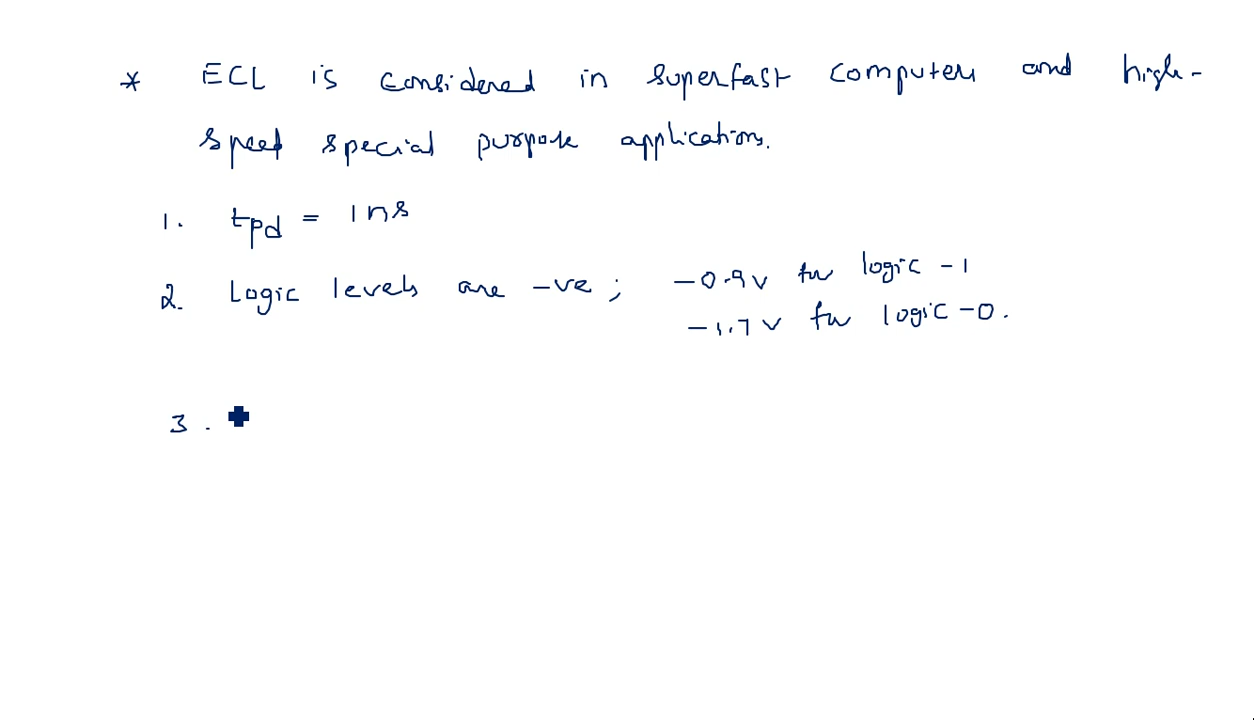 * ECL is considered in superfast computers and high-
speed special purpose applications.
1. tpd = 1ns
2. Logic levels are -ve; -0.9v for logic -1
-1.7v for logic -0.
3.